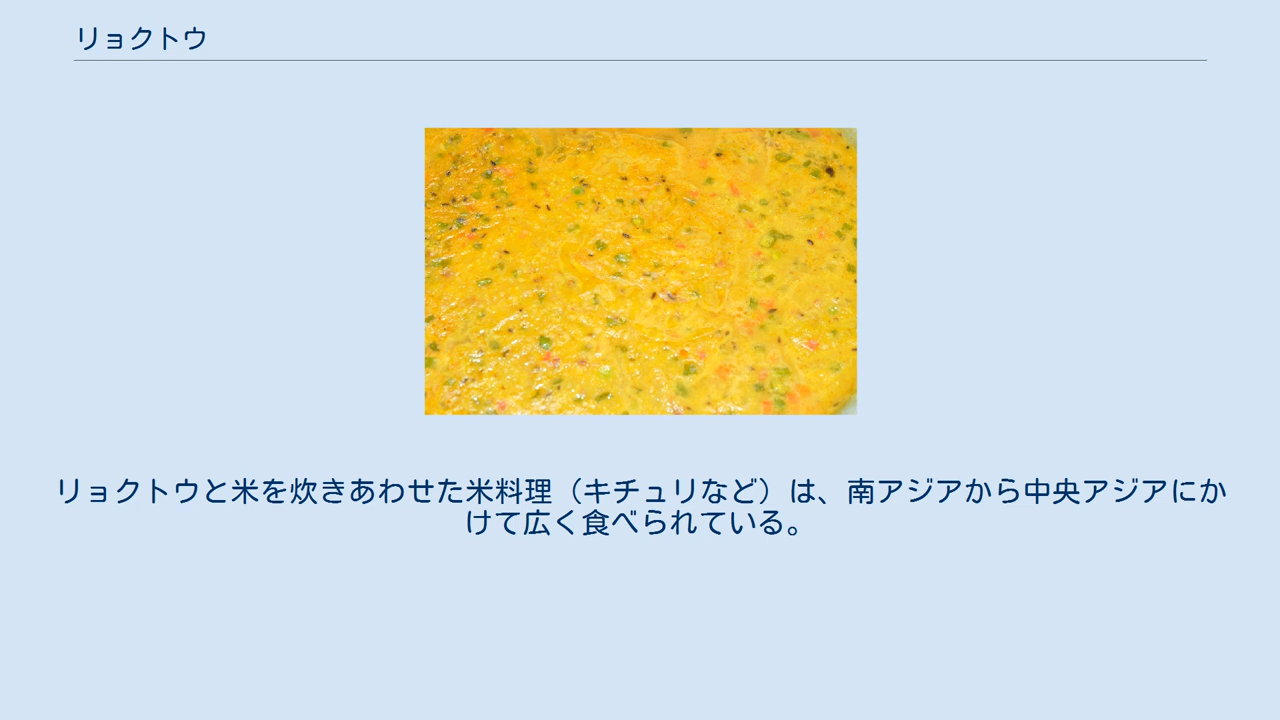 リョクトウ
リョクトウと米を炊きあわせた米料理（キチュリなど）は、南アジアから中央アジアにか
けて広く食べられている。